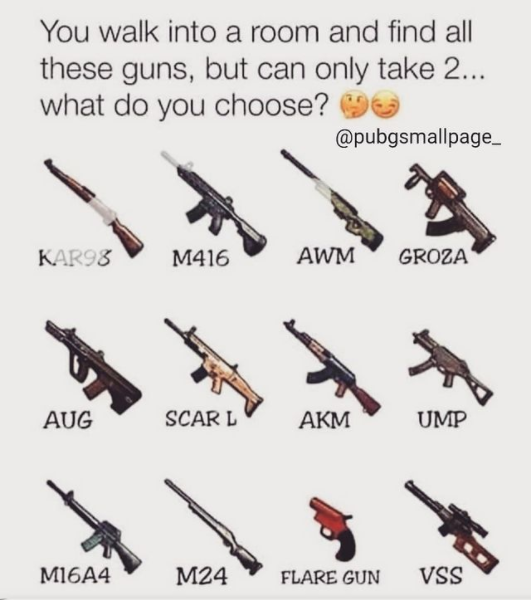 You walk into a room and find all
these guns, but can only take 2...
what do you choose? 🤔😏
@pubgsmallpage_
KAR98 M416 AWM GROZA
AUG SCAR L AKM UMP
M16A4 M24 FLARE GUN VSS